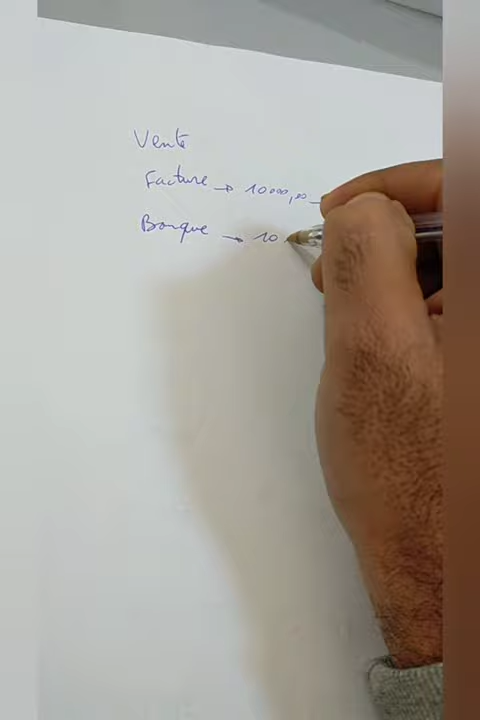 Vente
Facture → 10000,00
Banque → 10